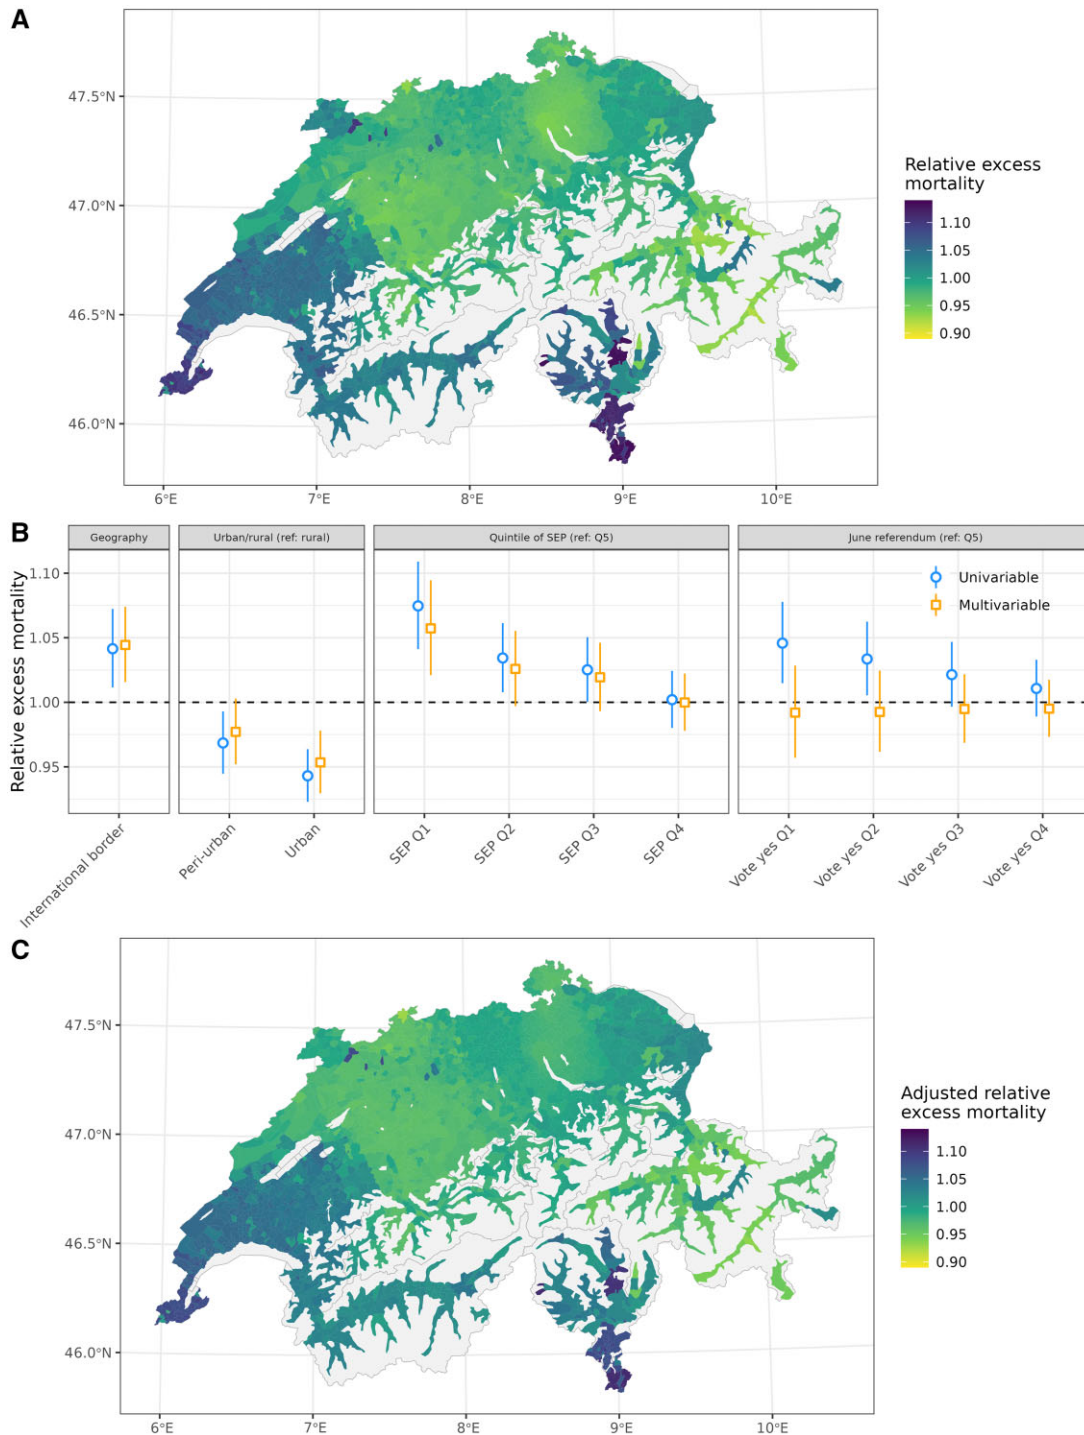 A
47.5°N
47.0°N
46.5°N
46.0°N
6°E
7°E
8°E
9°E
10°E
Relative excess
mortality
1.10
1.05
1.00
0.95
0.90
B
Geography
Urban/rural (ref: rural)
Quintile of SEP (ref: Q5)
June referendum (ref: Q5)
Relative excess mortality
1.10
1.05
1.00
0.95
Univariable
Multivariable
International border
Peri-urban
Urban
SEP Q1
SEP Q2
SEP Q3
SEP Q4
Vote yes Q1
Vote yes Q2
Vote yes Q3
Vote yes Q4
C
47.5°N
47.0°N
46.5°N
46.0°N
6°E
7°E
8°E
9°E
10°E
Adjusted relative
excess mortality
1.10
1.05
1.00
0.95
0.90